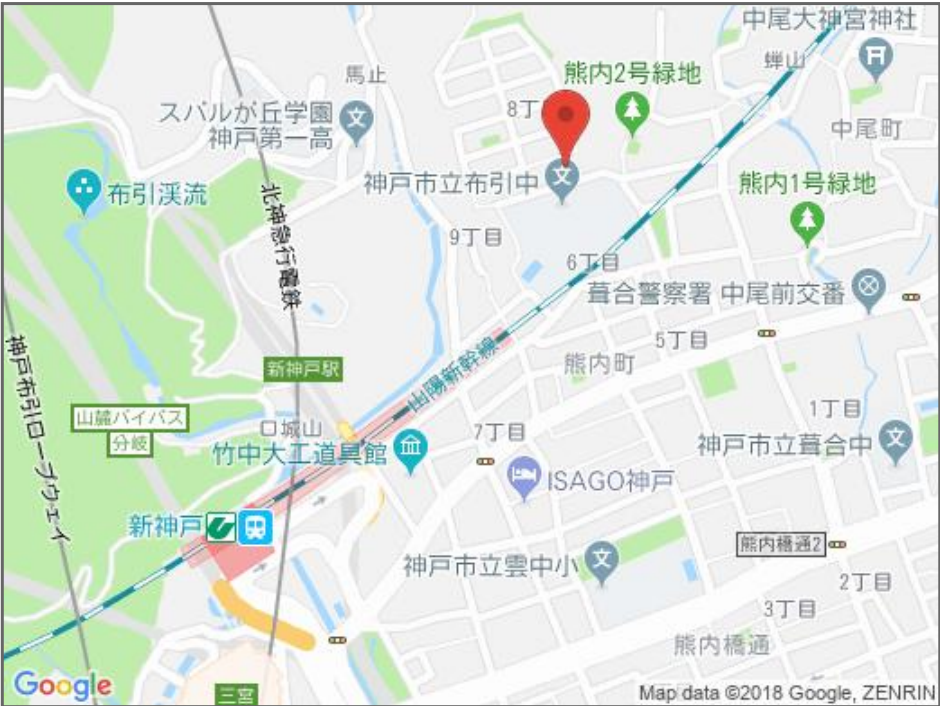 中尾大神宮神社
蝉山
馬止
熊内2号緑地
スバルが丘学園
神戸第一高
8丁
中尾町
布引渓流
神戸市立布引中
熊内1号緑地
北神急行電鉄
9丁目
6丁目
葺合警察署 中尾前交番
神戸布引ロープウェイ
山陽新幹線
5丁目
新神戸駅
熊内町
山麓バイパス
分岐
口城山
1丁目
7丁目
竹中大工道具館
神戸市立葺合中
ISAGO神戸
新神戸
熊内橋通2
神戸市立雲中小
2丁目
3丁目
熊内橋通
Google
三宮
Map data ©2018 Google, ZENRIN